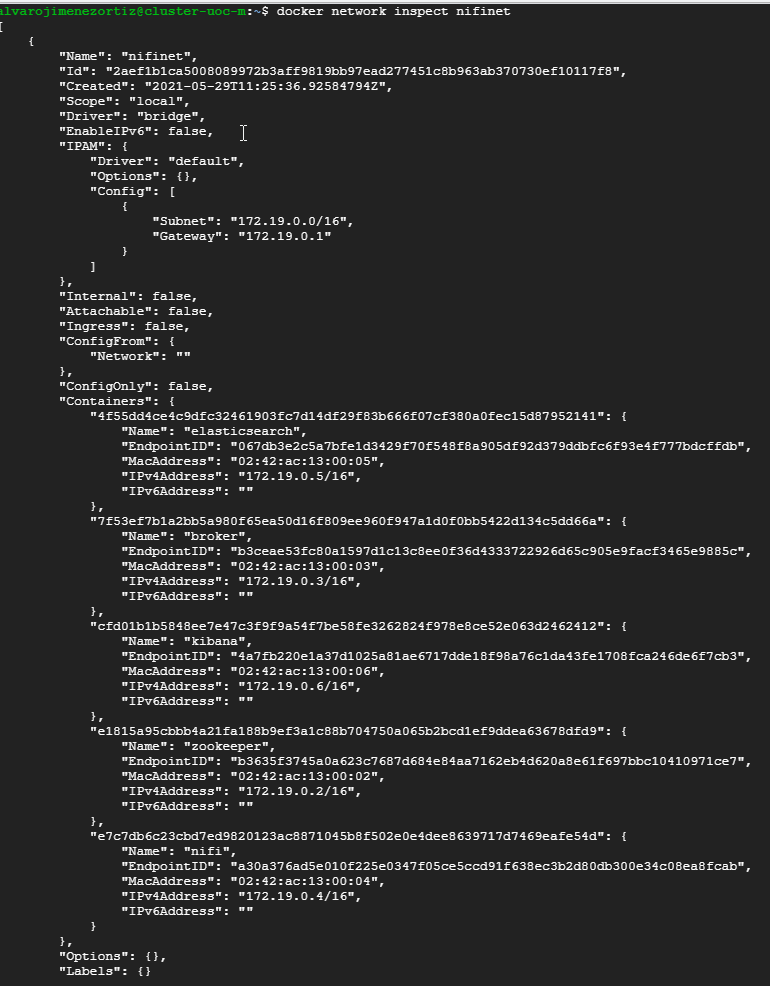 alvarojimenezortiz@cluster-uoc-m:~$ docker network inspect nifinet
[
    {
        "Name": "nifinet",
        "Id": "2aef1b1ca5008089972b3aff9819bb97ead277451c8b963ab370730ef10117f8",
        "Created": "2021-05-29T11:25:36.92584794Z",
        "Scope": "local",
        "Driver": "bridge",
        "EnableIPv6": false,
        "IPAM": {
            "Driver": "default",
            "Options": {},
            "Config": [
                {
                    "Subnet": "172.19.0.0/16",
                    "Gateway": "172.19.0.1"
                }
            ]
        },
        "Internal": false,
        "Attachable": false,
        "Ingress": false,
        "ConfigFrom": {
            "Network": ""
        },
        "ConfigOnly": false,
        "Containers": {
            "4f55dd4ce4c9dfc32461903fc7d14df29f83b666f07cf380a0fec15d87952141": {
                "Name": "elasticsearch",
                "EndpointID": "067db3e2c5a7bfe1d3429f70f548f8a905df92d379ddbfc6f93e4f777bdcffdb",
                "MacAddress": "02:42:ac:13:00:05",
                "IPv4Address": "172.19.0.5/16",
                "IPv6Address": ""
            },
            "7f53ef7b1a2bb5a980f65ea50d16f809ee960f947a1d0f0bb5422d134c5dd66a": {
                "Name": "broker",
                "EndpointID": "b3ceae53fc80a1597d1c13c8ee0f36d4333722926d65c905e9facf3465e9885c",
                "MacAddress": "02:42:ac:13:00:03",
                "IPv4Address": "172.19.0.3/16",
                "IPv6Address": ""
            },
            "cfd01b1b5848ee7e47c3f9f9a54f7be58fe3262824f978e8ce52e063d2462412": {
                "Name": "kibana",
                "EndpointID": "4a7fb220e1a37d1025a81ae6717dde18f98a76c1da43fe1708fca246de6f7cb3",
                "MacAddress": "02:42:ac:13:00:06",
                "IPv4Address": "172.19.0.6/16",
                "IPv6Address": ""
            },
            "e1815a95cbbb4a21fa188b9ef3a1c88b704750a065b2bcd1ef9ddea63678dfd9": {
                "Name": "zookeeper",
                "EndpointID": "b3635f3745a0a623c7687d684e84aa7162eb4d620a8e61f697bbc10410971ce7",
                "MacAddress": "02:42:ac:13:00:02",
                "IPv4Address": "172.19.0.2/16",
                "IPv6Address": ""
            },
            "e7c7db6c23cbd7ed9820123ac8871045b8f502e0e4dee8639717d7469eafe54d": {
                "Name": "nifi",
                "EndpointID": "a30a376ad5e010f225e0347f05ce5ccd91f638ec3b2d80db300e34c08ea8fcab",
                "MacAddress": "02:42:ac:13:00:04",
                "IPv4Address": "172.19.0.4/16",
                "IPv6Address": ""
            }
        },
        "Options": {},
        "Labels": {}